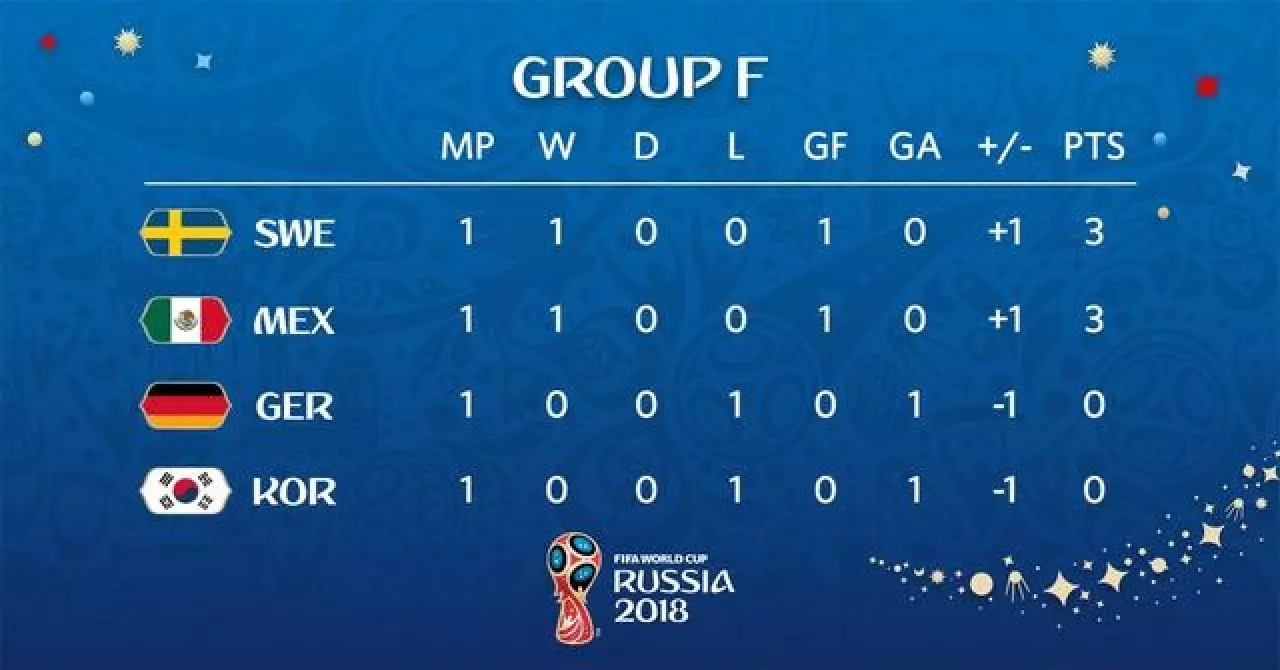 GROUP F
MP W D L GF GA +/- PTS
SWE 1 1 0 0 1 0 +1 3
MEX 1 1 0 0 1 0 +1 3
GER 1 0 0 1 0 1 -1 0
KOR 1 0 0 1 0 1 -1 0
FIFA WORLD CUP
RUSSIA
2018